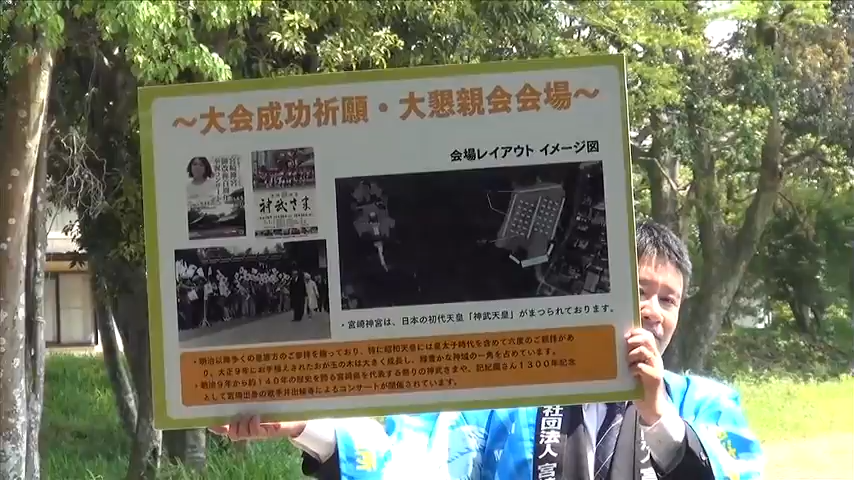 ～大会成功祈願・大懇親会会場～
会場レイアウト イメージ図
神武さま
・宮崎神宮は、日本の初代天皇「神武天皇」がまつられております。
・明治以降多くの皇族方のご参拝を賜っており、特に昭和天皇には皇太子時代を含めて六度のご親拝があ
り、大正9年にお手植えされたおが玉の木は大きく成長し、緑豊かな神域の一角を占めています。
・明治9年から約140年の歴史を誇る宮崎県を代表する祭りの神武さまや、記紀編さん1300年記念
として宮崎出身の歌手井出綾身によるコンサートが開催されています。
社団法人 宮